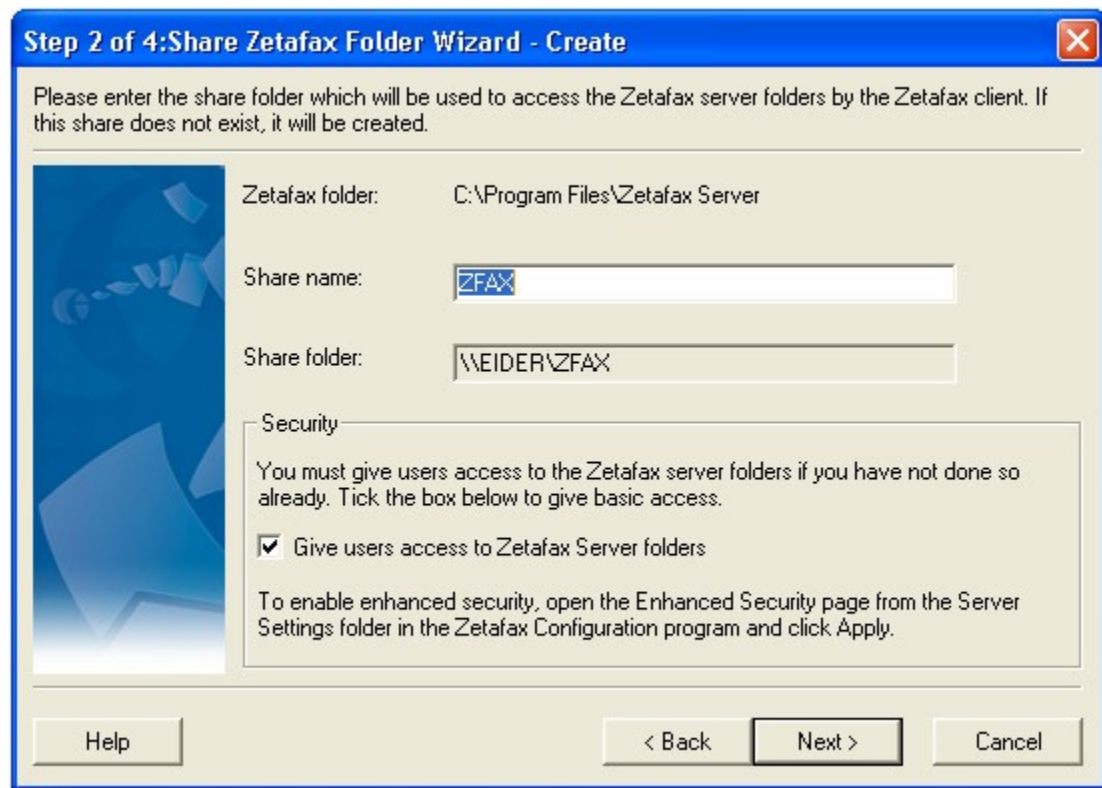 Step 2 of 4:Share Zetafax Folder Wizard - Create
Please enter the share folder which will be used to access the Zetafax server folders by the Zetafax client. If
this share does not exist, it will be created.
Zetafax folder: C:\Program Files\Zetafax Server
Share name: ZFAX
Share folder: \\EIDER\ZFAX
Security
You must give users access to the Zetafax server folders if you have not done so
already. Tick the box below to give basic access.
Give users access to Zetafax Server folders
To enable enhanced security, open the Enhanced Security page from the Server
Settings folder in the Zetafax Configuration program and click Apply.
Help < Back Next > Cancel